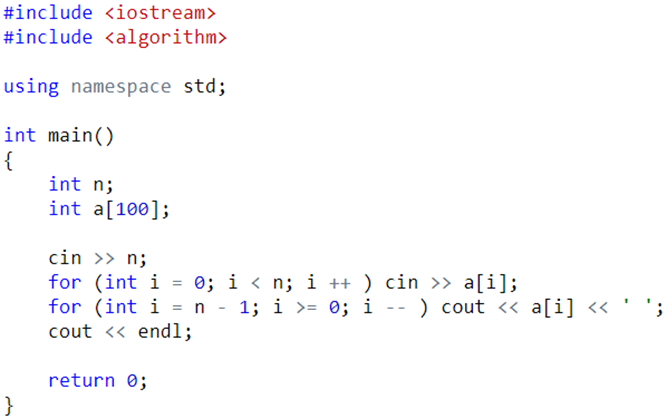 #include <iostream>
#include <algorithm>
using namespace std;
int main()
{
    int n;
    int a[100];
    cin >> n;
    for (int i = 0; i < n; i ++ ) cin >> a[i];
    for (int i = n - 1; i >= 0; i -- ) cout << a[i] << ' ';
    cout << endl;
    return 0;
}